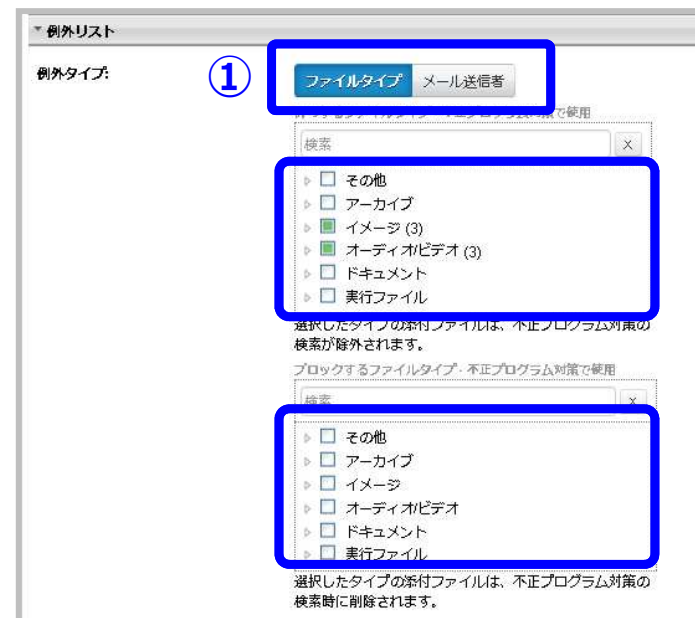 例外リスト
例外タイプ:
①
ファイルタイプ メール送信者
検索 X
その他
アーカイブ
イメージ (3)
オーディオ/ビデオ (3)
ドキュメント
実行ファイル
選択したタイプの添付ファイルは、不正プログラム対策の
検索が除外されます。
ブロックするファイルタイプ - 不正プログラム対策で使用
検索 X
その他
アーカイブ
イメージ
オーディオ/ビデオ
ドキュメント
実行ファイル
選択したタイプの添付ファイルは、不正プログラム対策の
検索時に削除されます。